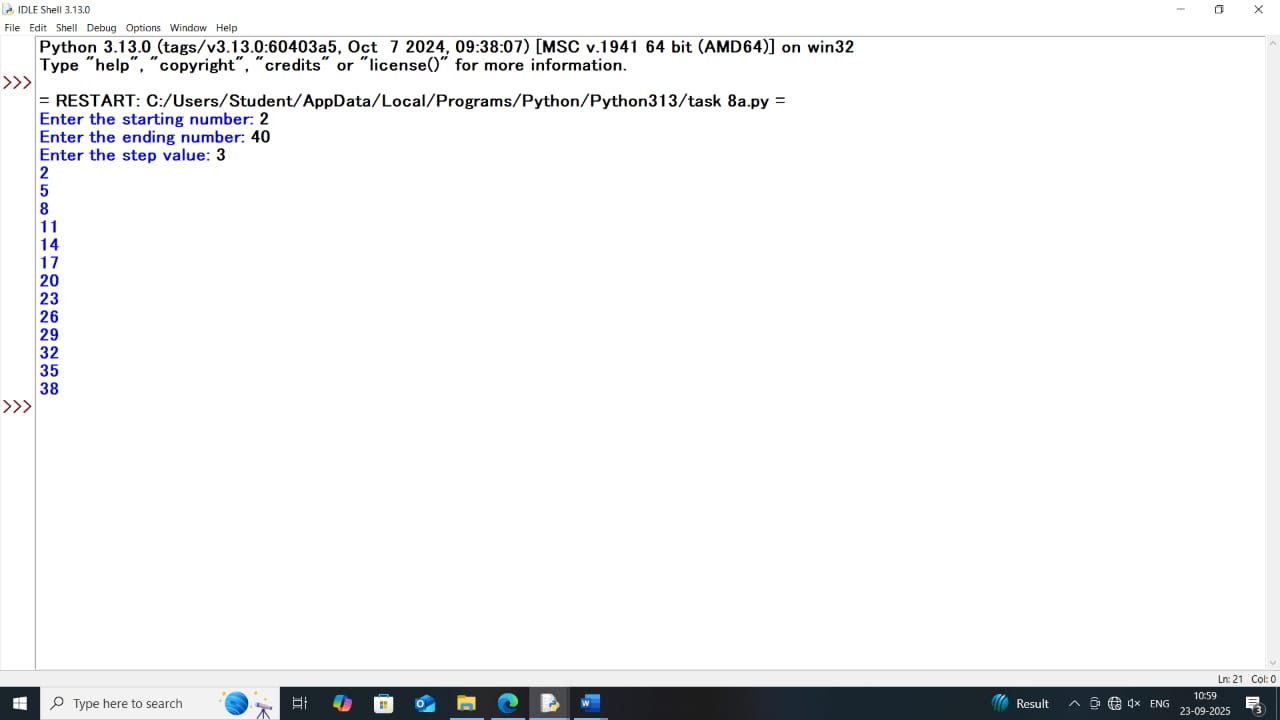 IDLE Shell 3.13.0
File Edit Shell Debug Options Window Help
Python 3.13.0 (tags/v3.13.0:60403a5, Oct  7 2024, 09:38:07) [MSC v.1941 64 bit (AMD64)] on win32
Type "help", "copyright", "credits" or "license()" for more information.
>>>
= RESTART: C:/Users/Student/AppData/Local/Programs/Python/Python313/task 8a.py =
Enter the starting number: 2
Enter the ending number: 40
Enter the step value: 3
2
5
8
11
14
17
20
23
26
29
32
35
38
>>>
Ln: 21 Col: 0
Type here to search
Result
ENG
10:59
23-09-2025
3